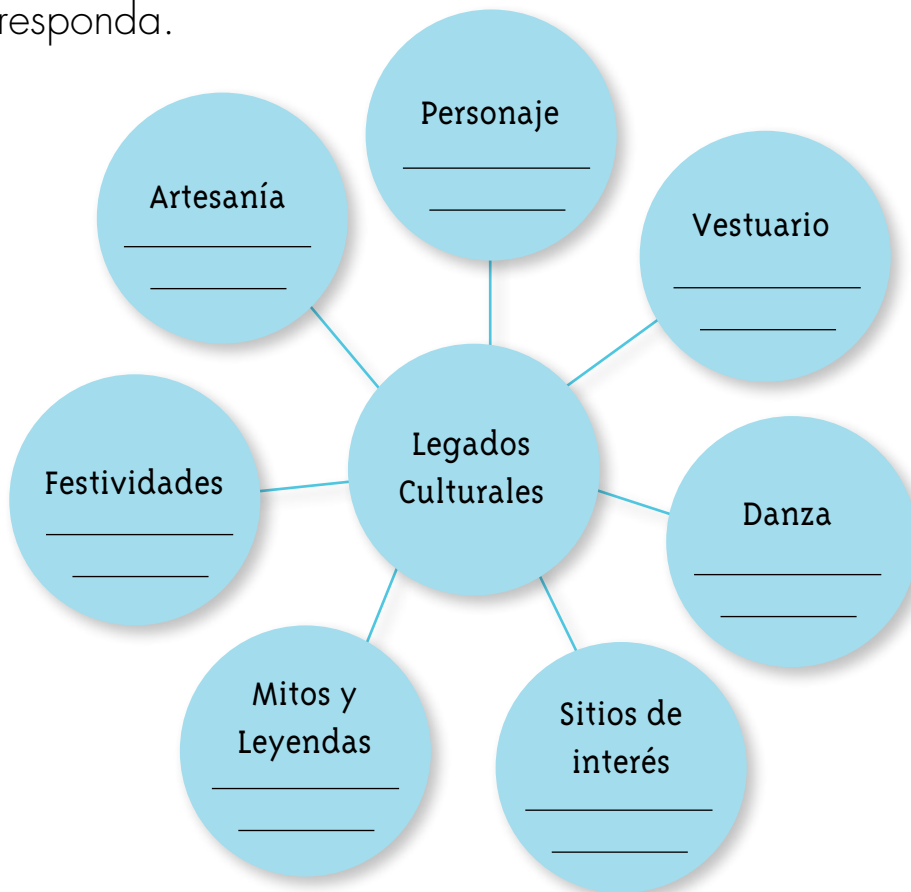 responda.
Personaje
Artesanía
Vestuario
Legados
Culturales
Festividades
Danza
Mitos y
Leyendas
Sitios de
interés